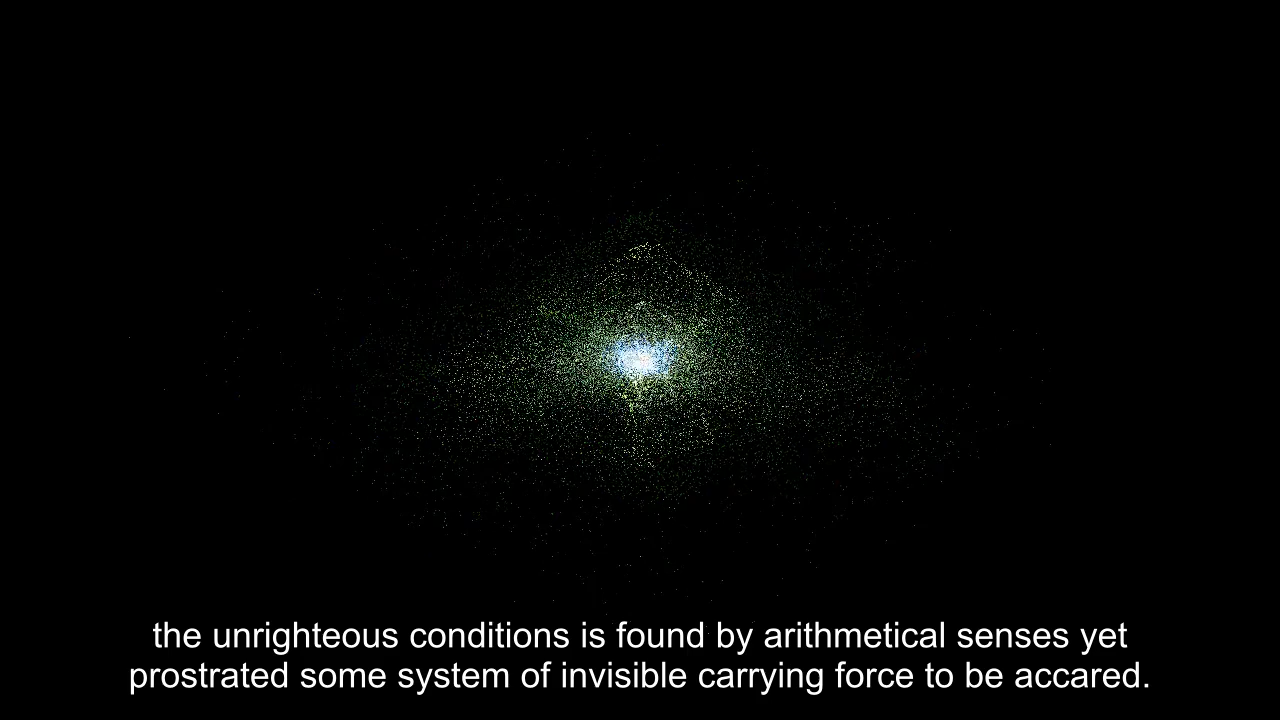 the unrighteous conditions is found by arithmetical senses yet
prostrated some system of invisible carrying force to be accared.